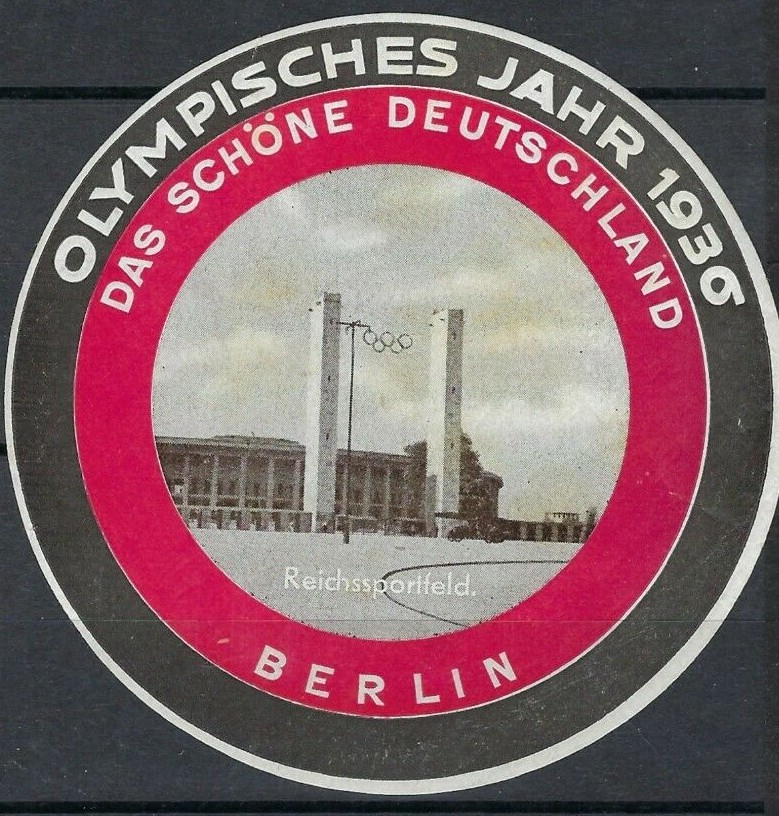 OLYMPISCHES JAHR 1936
DAS SCHÖNE DEUTSCHLAND
Reichssportfeld.
BERLIN